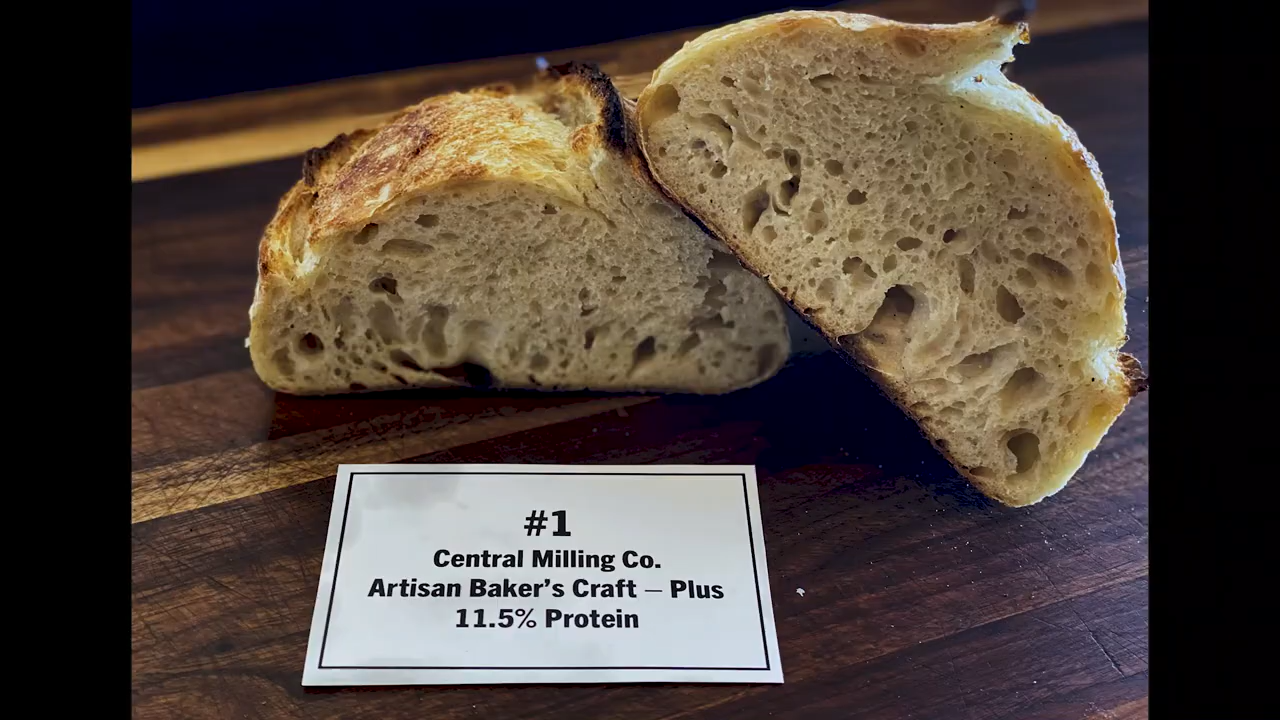 #1
Central Milling Co.
Artisan Baker’s Craft — Plus
11.5% Protein